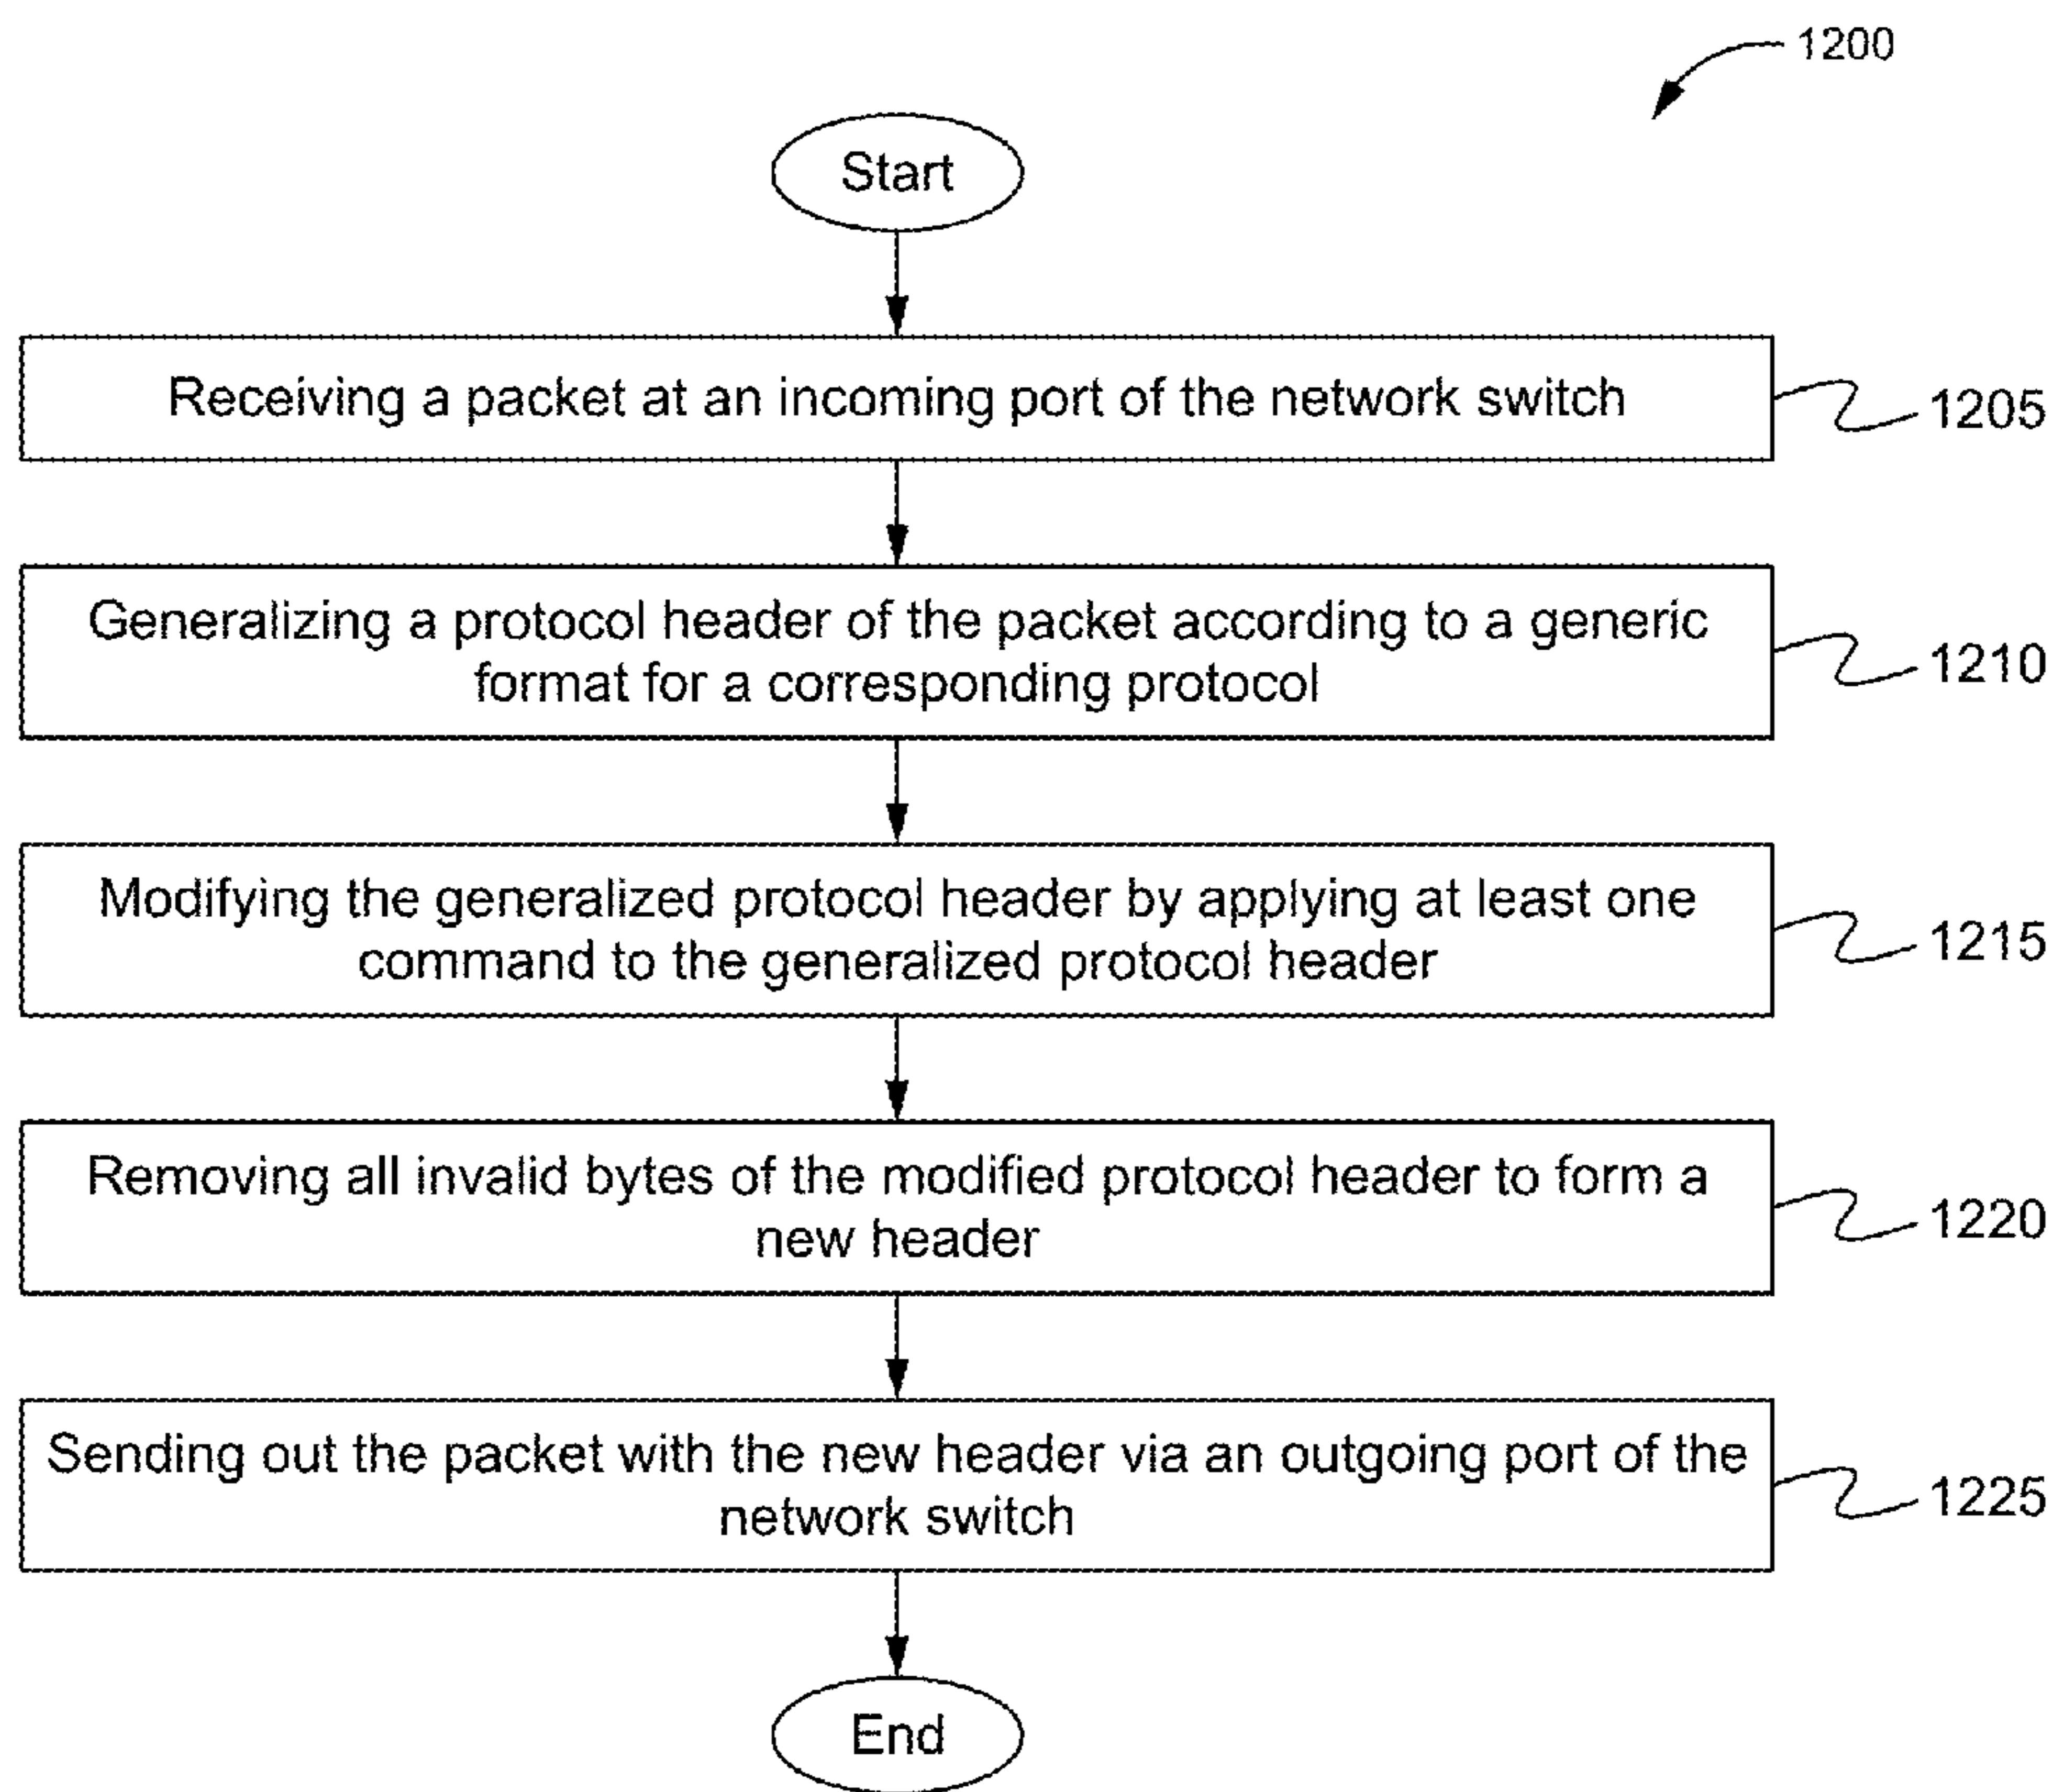 1200
Start
Receiving a packet at an incoming port of the network switch
1205
Generalizing a protocol header of the packet according to a generic
format for a corresponding protocol
1210
Modifying the generalized protocol header by applying at least one
command to the generalized protocol header
1215
Removing all invalid bytes of the modified protocol header to form a
new header
1220
Sending out the packet with the new header via an outgoing port of the
network switch
1225
End